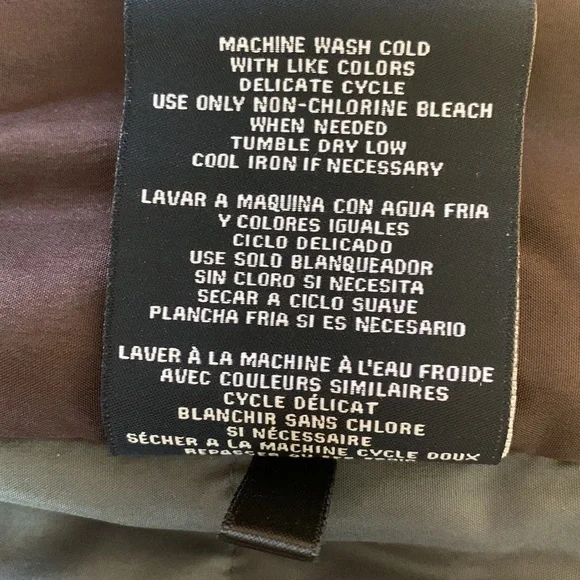 MACHINE WASH COLD
WITH LIKE COLORS
DELICATE CYCLE
USE ONLY NON-CHLORINE BLEACH
WHEN NEEDED
TUMBLE DRY LOW
COOL IRON IF NECESSARY
LAVAR A MAQUINA CON AGUA FRIA
Y COLORES IGUALES
CICLO DELICADO
USE SOLO BLANQUEADOR
SIN CLORO SI NECESITA
SECAR A CICLO SUAVE
PLANCHA FRIA SI ES NECESARIO
LAVER À LA MACHINE À L'EAU FROIDE
AVEC COULEURS SIMILAIRES
CYCLE DÉLICAT
BLANCHIR SANS CHLORE
SI NÉCESSAIRE
SÉCHER A LA MACHINE CYCLE DOUX
REPASSER